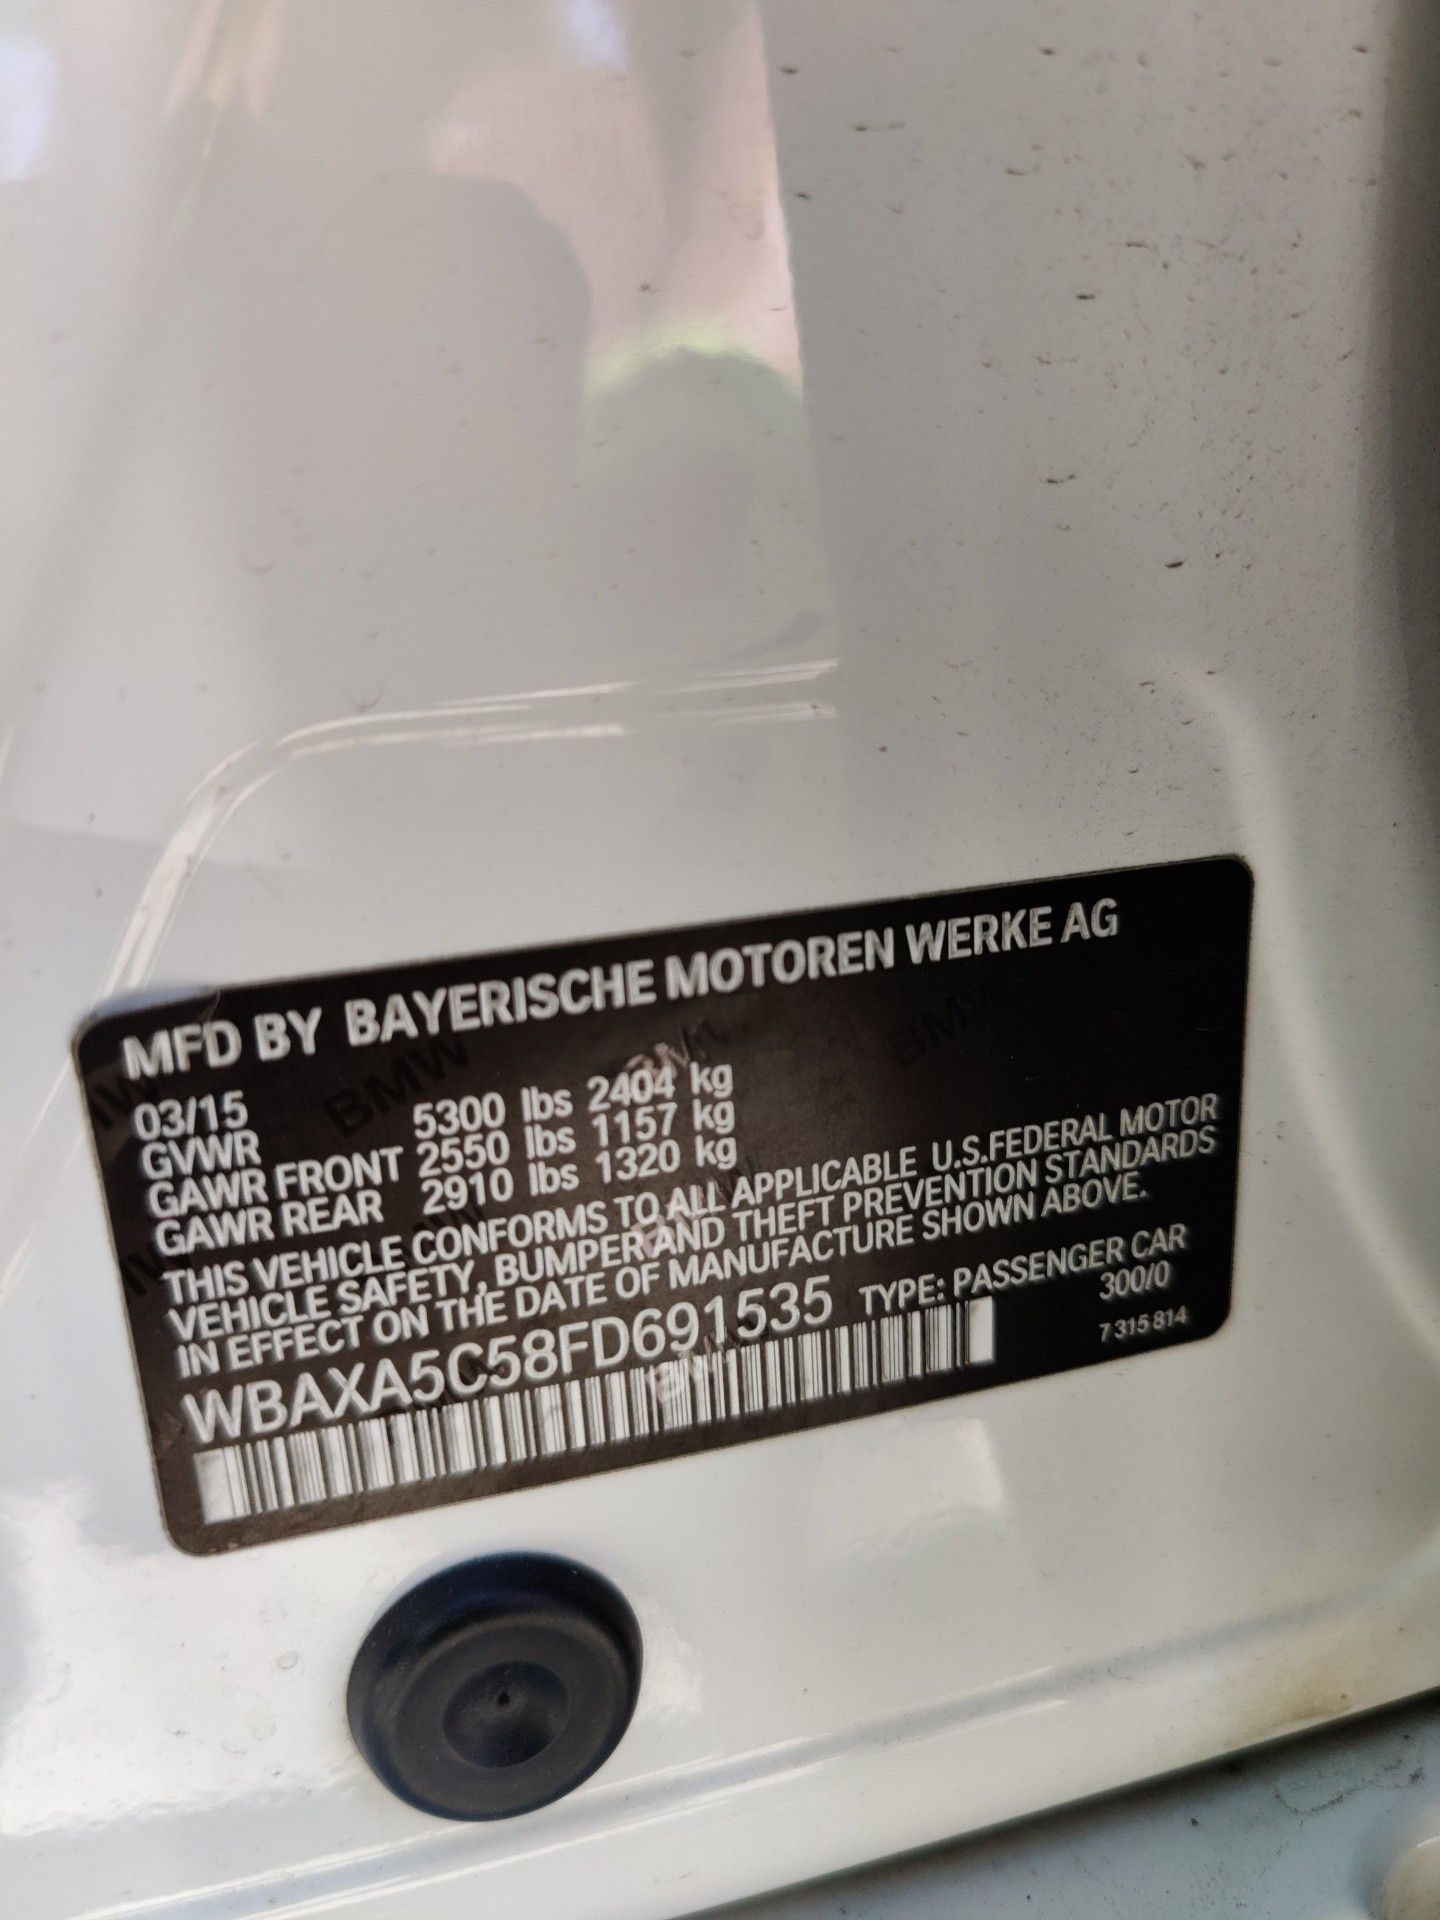 MFD BY BAYERISCHE MOTOREN WERKE AG
03/15
GVWR 5300 lbs 2404 kg
GAWR FRONT 2550 lbs 1157 kg
GAWR REAR 2910 lbs 1320 kg
THIS VEHICLE CONFORMS TO ALL APPLICABLE U.S.FEDERAL MOTOR
VEHICLE SAFETY, BUMPER AND THEFT PREVENTION STANDARDS
IN EFFECT ON THE DATE OF MANUFACTURE SHOWN ABOVE.
WBAXA5C58FD691535 TYPE: PASSENGER CAR
300/0
7 315 814